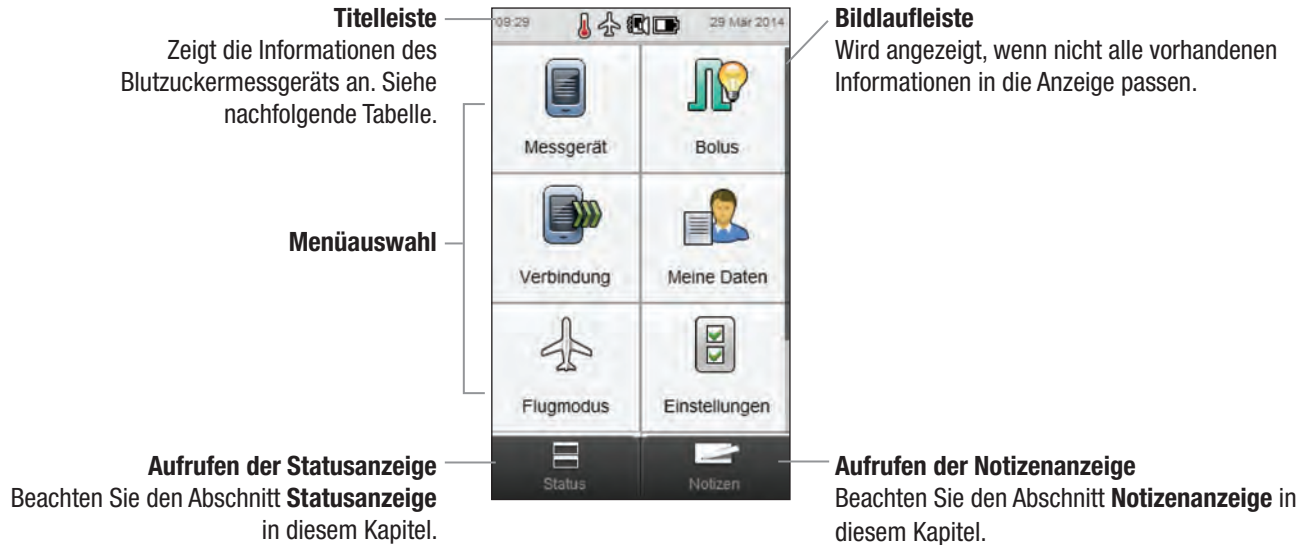 Titelleiste
Zeigt die Informationen des
Blutzuckermessgeräts an. Siehe
nachfolgende Tabelle.
Menüauswahl
Aufrufen der Statusanzeige
Beachten Sie den Abschnitt Statusanzeige
in diesem Kapitel.
09:29
29 Mär 2014
Messgerät
Bolus
Verbindung
Meine Daten
Flugmodus
Einstellungen
Status
Notizen
Bildlaufleiste
Wird angezeigt, wenn nicht alle vorhandenen
Informationen in die Anzeige passen.
Aufrufen der Notizenanzeige
Beachten Sie den Abschnitt Notizenanzeige in
diesem Kapitel.